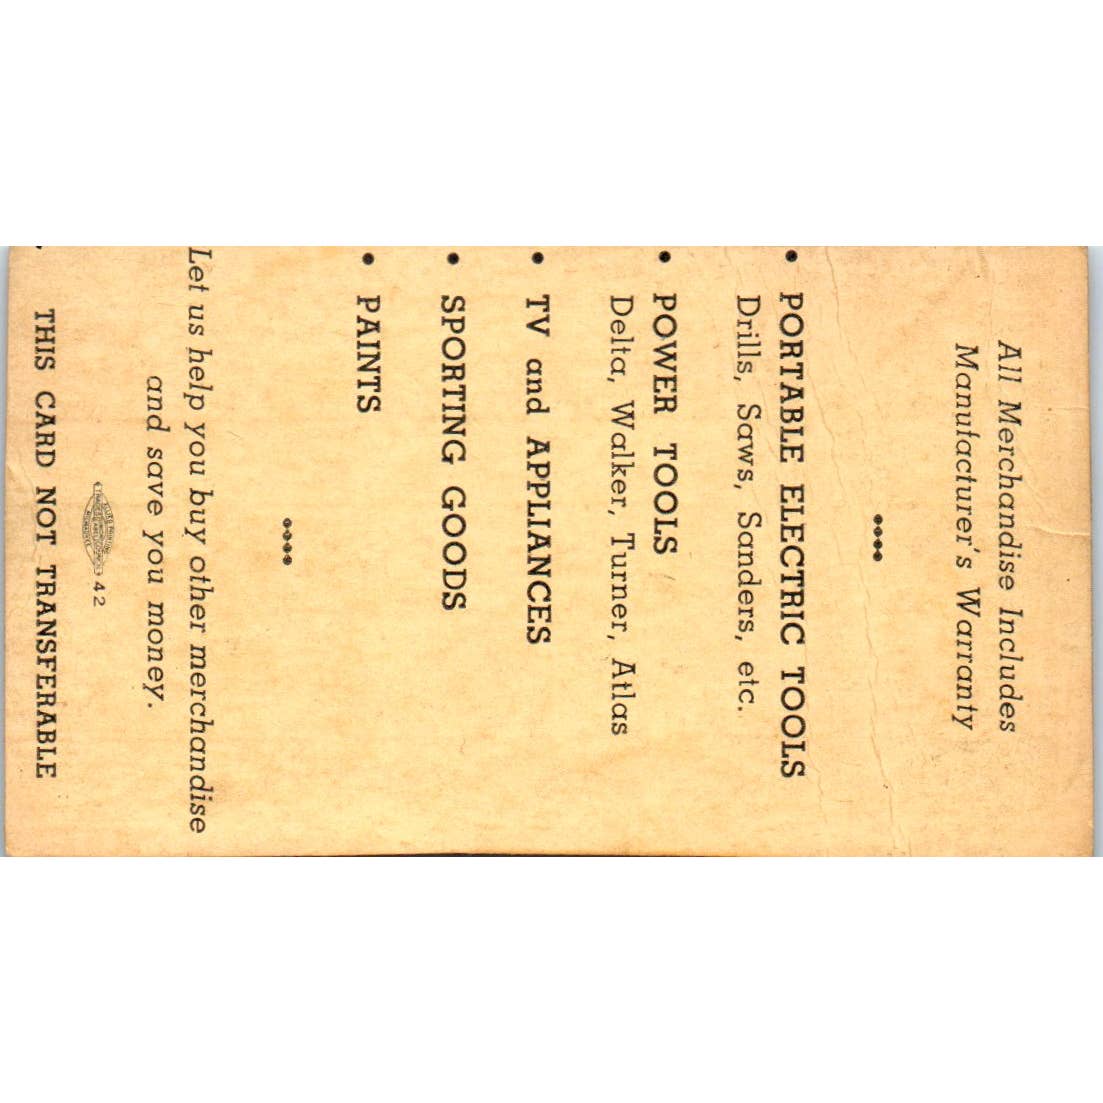 All Merchandise Includes
Manufacturer's Warranty
• PORTABLE ELECTRIC TOOLS
Drills, Saws, Sanders, etc.
• POWER TOOLS
Delta, Walker, Turner, Atlas
• TV and APPLIANCES
• SPORTING GOODS
• PAINTS
Let us help you buy other merchandise
and save you money.
42
THIS CARD NOT TRANSFERABLE